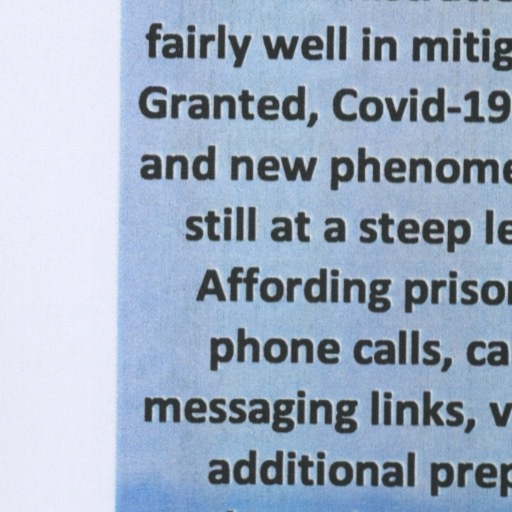 fairly well in mitig
Granted, Covid-19
and new phenome
still at a steep le
Affording priso
phone calls, ca
messaging links, v
additional prep